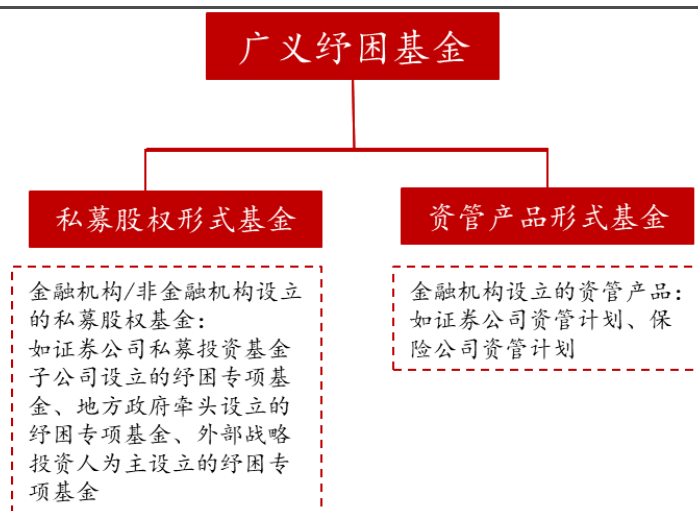 广义纾困基金
私募股权形式基金
资管产品形式基金
金融机构/非金融机构设立
的私募股权基金：
如证券公司私募投资基金
子公司设立的纾困专项基
金、地方政府牵头设立的
纾困专项基金、外部战略
投资人为主设立的纾困专
项基金
金融机构设立的资管产品：
如证券公司资管计划、保
险公司资管计划